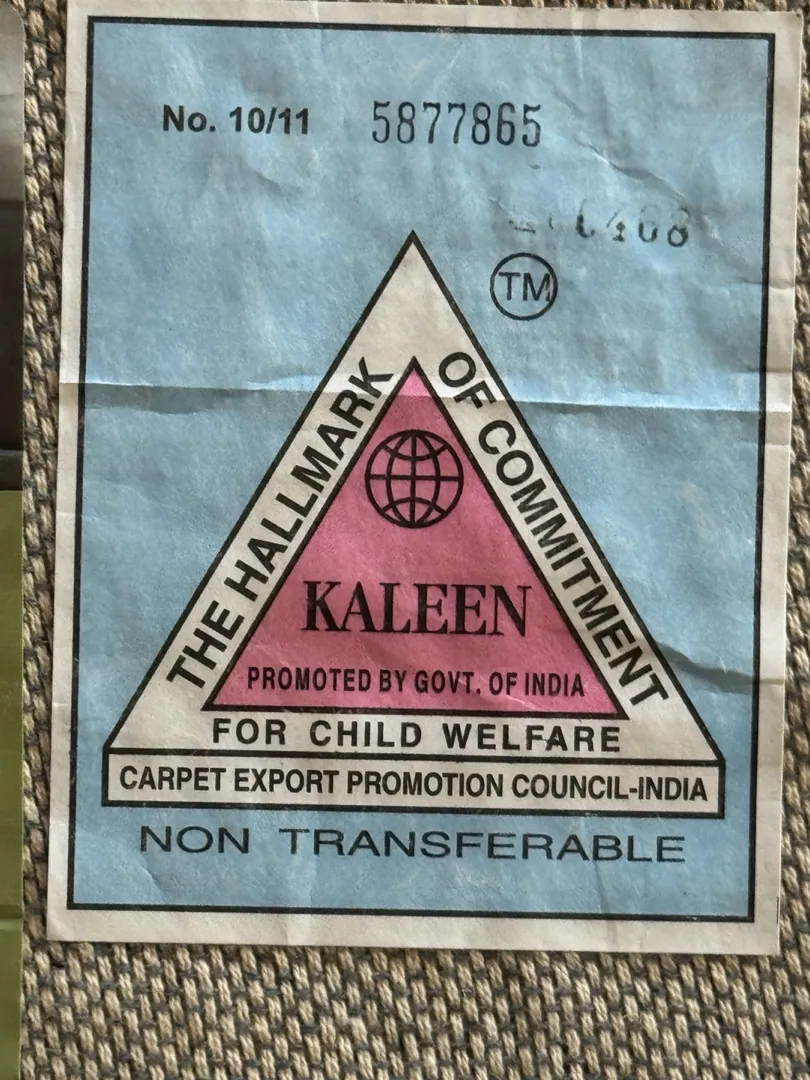 No. 10/11 5877865
TM
THE HALLMARK OF COMMITMENT
KALEEN
PROMOTED BY GOVT. OF INDIA
FOR CHILD WELFARE
CARPET EXPORT PROMOTION COUNCIL-INDIA
NON TRANSFERABLE